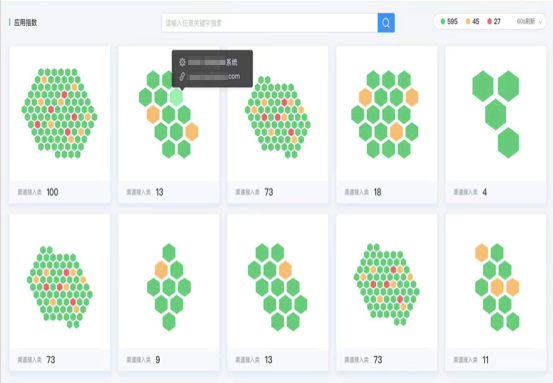 应用指数
请输入任意关键字搜索
595 45 27 60s刷新
系统
.com
渠道接入类 100
渠道接入类 13
渠道接入类 73
渠道接入类 18
渠道接入类 4
渠道接入类 73
渠道接入类 9
渠道接入类 13
渠道接入类 73
渠道接入类 11